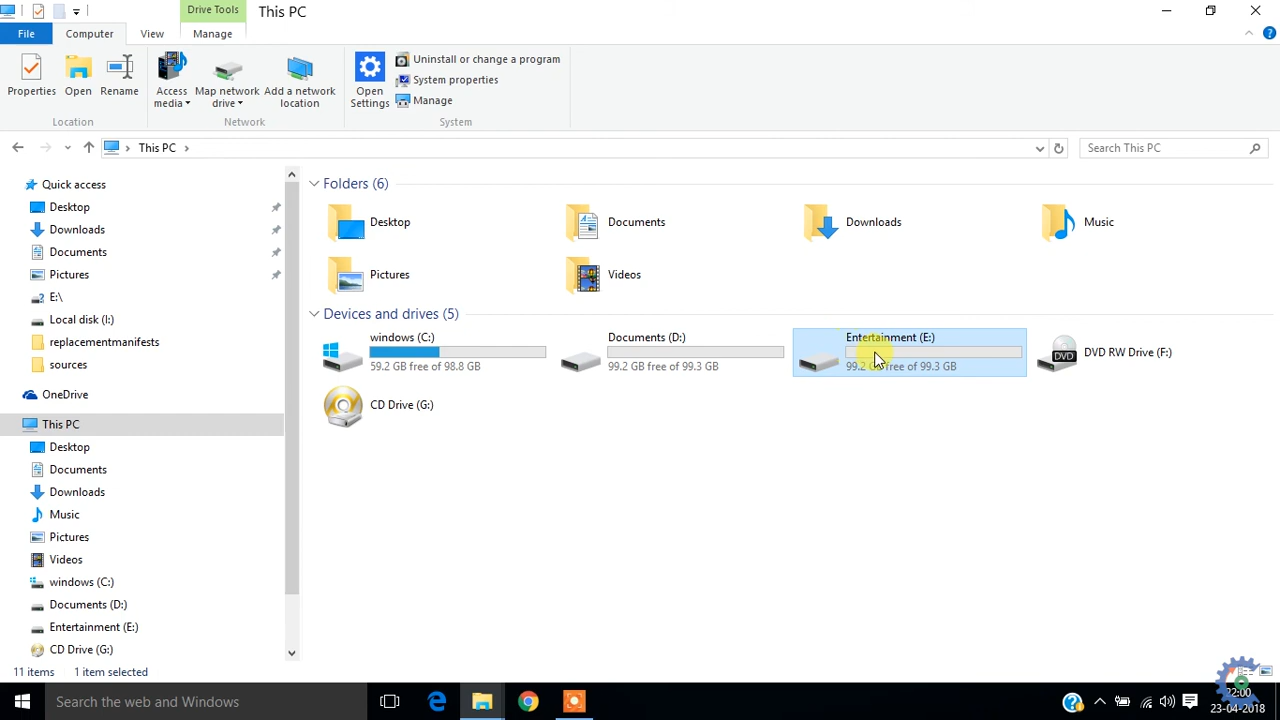 Drive Tools
This PC
File
Computer
View
Manage
Properties
Open
Rename
Access media
Map network drive
Add a network location
Open Settings
Uninstall or change a program
System properties
Manage
Location
Network
System
This PC
Search This PC
Quick access
Desktop
Downloads
Documents
Pictures
E:\
Local disk (I:)
replacementmanifests
sources
OneDrive
This PC
Desktop
Documents
Downloads
Music
Pictures
Videos
windows (C:)
Documents (D:)
Entertainment (E:)
CD Drive (G:)
Folders (6)
Desktop
Documents
Downloads
Music
Pictures
Videos
Devices and drives (5)
windows (C:)
59.2 GB free of 98.8 GB
Documents (D:)
99.2 GB free of 99.3 GB
Entertainment (E:)
99.2 GB free of 99.3 GB
DVD
DVD RW Drive (F:)
CD Drive (G:)
11 items
1 item selected
Search the web and Windows
22:00
23-04-2018